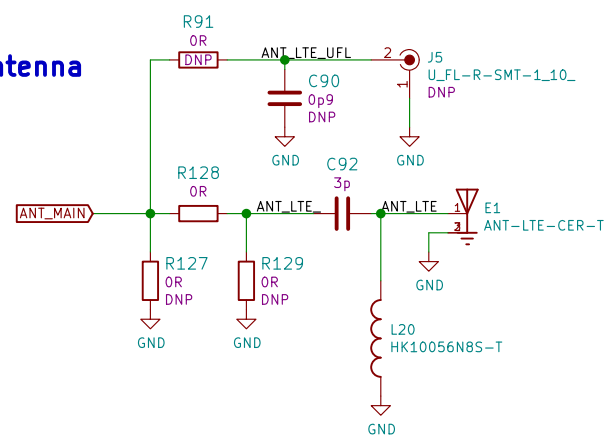 R91
0R
DNP
ANT_LTE_UFL
2
J5
U_FL-R-SMT-1_10_
DNP
1
C90
0p9
DNP
GND
GND
ntenna
R128
0R
C92
3p
ANT_MAIN
ANT_LTE_
ANT_LTE
1
E1
ANT-LTE-CER-T
R127
0R
DNP
R129
0R
DNP
GND
GND
GND
L20
HK10056N8S-T
GND